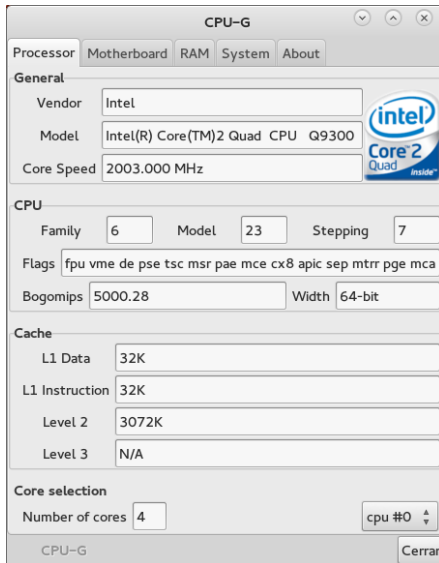 CPU-G
Processor Motherboard RAM System About
General
Vendor Intel
Model Intel(R) Core(TM)2 Quad CPU Q9300
Core Speed 2003.000 MHz
intel
Core 2
Quad inside
CPU
Family 6 Model 23 Stepping 7
Flags fpu vme de pse tsc msr pae mce cx8 apic sep mtrr pge mca
Bogomips 5000.28 Width 64-bit
Cache
L1 Data 32K
L1 Instruction 32K
Level 2 3072K
Level 3 N/A
Core selection
Number of cores 4 cpu #0
CPU-G Cerrar